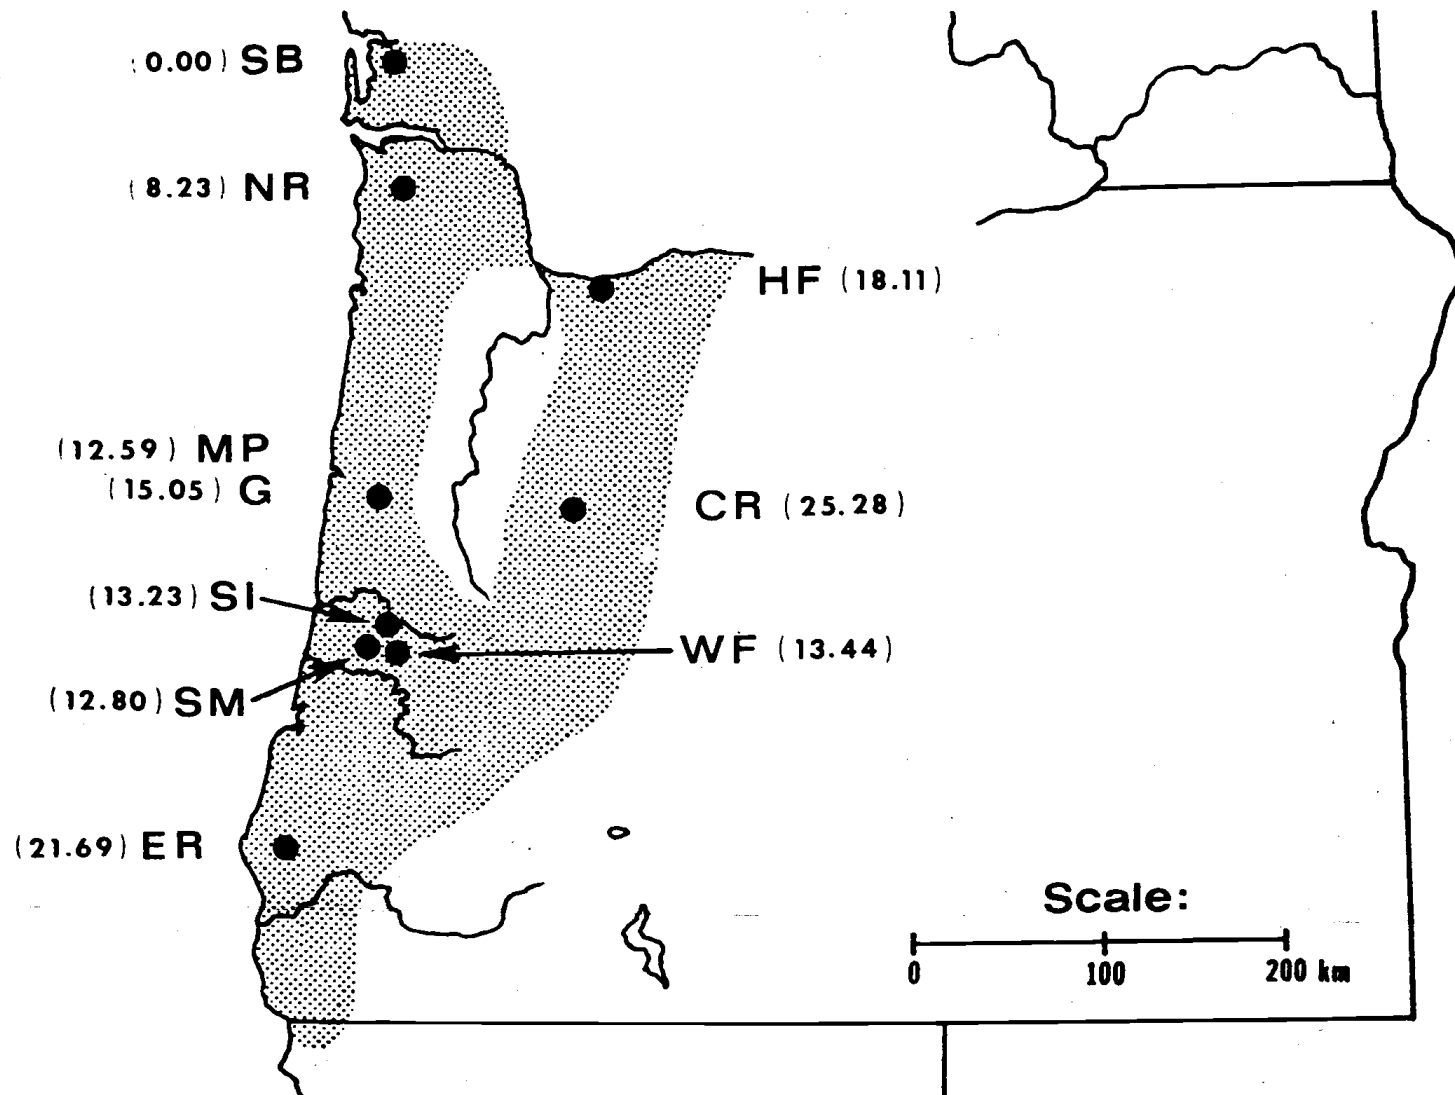 (0.00) SB
(8.23) NR
HF (18.11)
(12.59) MP
(15.05) G
CR (25.28)
(13.23) SI
WF (13.44)
(12.80) SM
(21.69) ER
Scale:
0 100 200 km